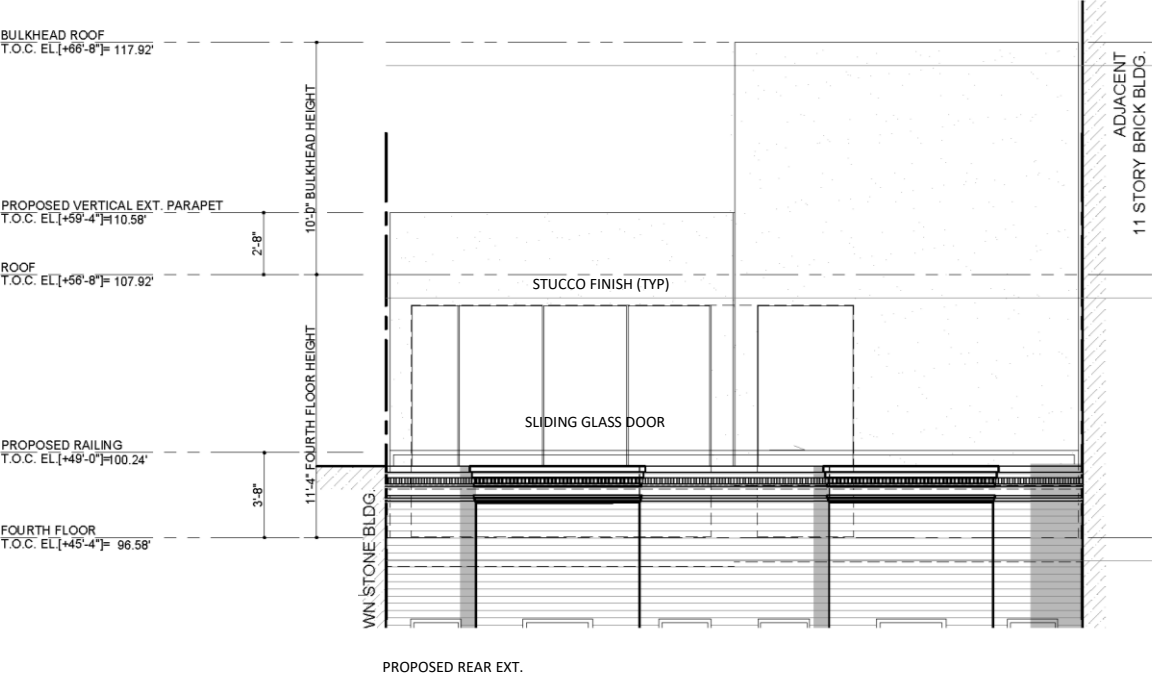 BULKHEAD ROOF
T.O.C. EL.[+66'-8"]= 117.92'
10'-0" BULKHEAD HEIGHT
ADJACENT
11 STORY BRICK BLDG.
PROPOSED VERTICAL EXT. PARAPET
T.O.C. EL.[+59'-4"]=110.58'
2'-8"
ROOF
T.O.C. EL.[+56'-8"]= 107.92'
STUCCO FINISH (TYP)
11'-4" FOURTH FLOOR HEIGHT
SLIDING GLASS DOOR
PROPOSED RAILING
T.O.C. EL.[+49'-0"]=100.24'
3'-8"
FOURTH FLOOR
T.O.C. EL.[+45'-4"]= 96.58'
WN STONE BLDG.
PROPOSED REAR EXT.